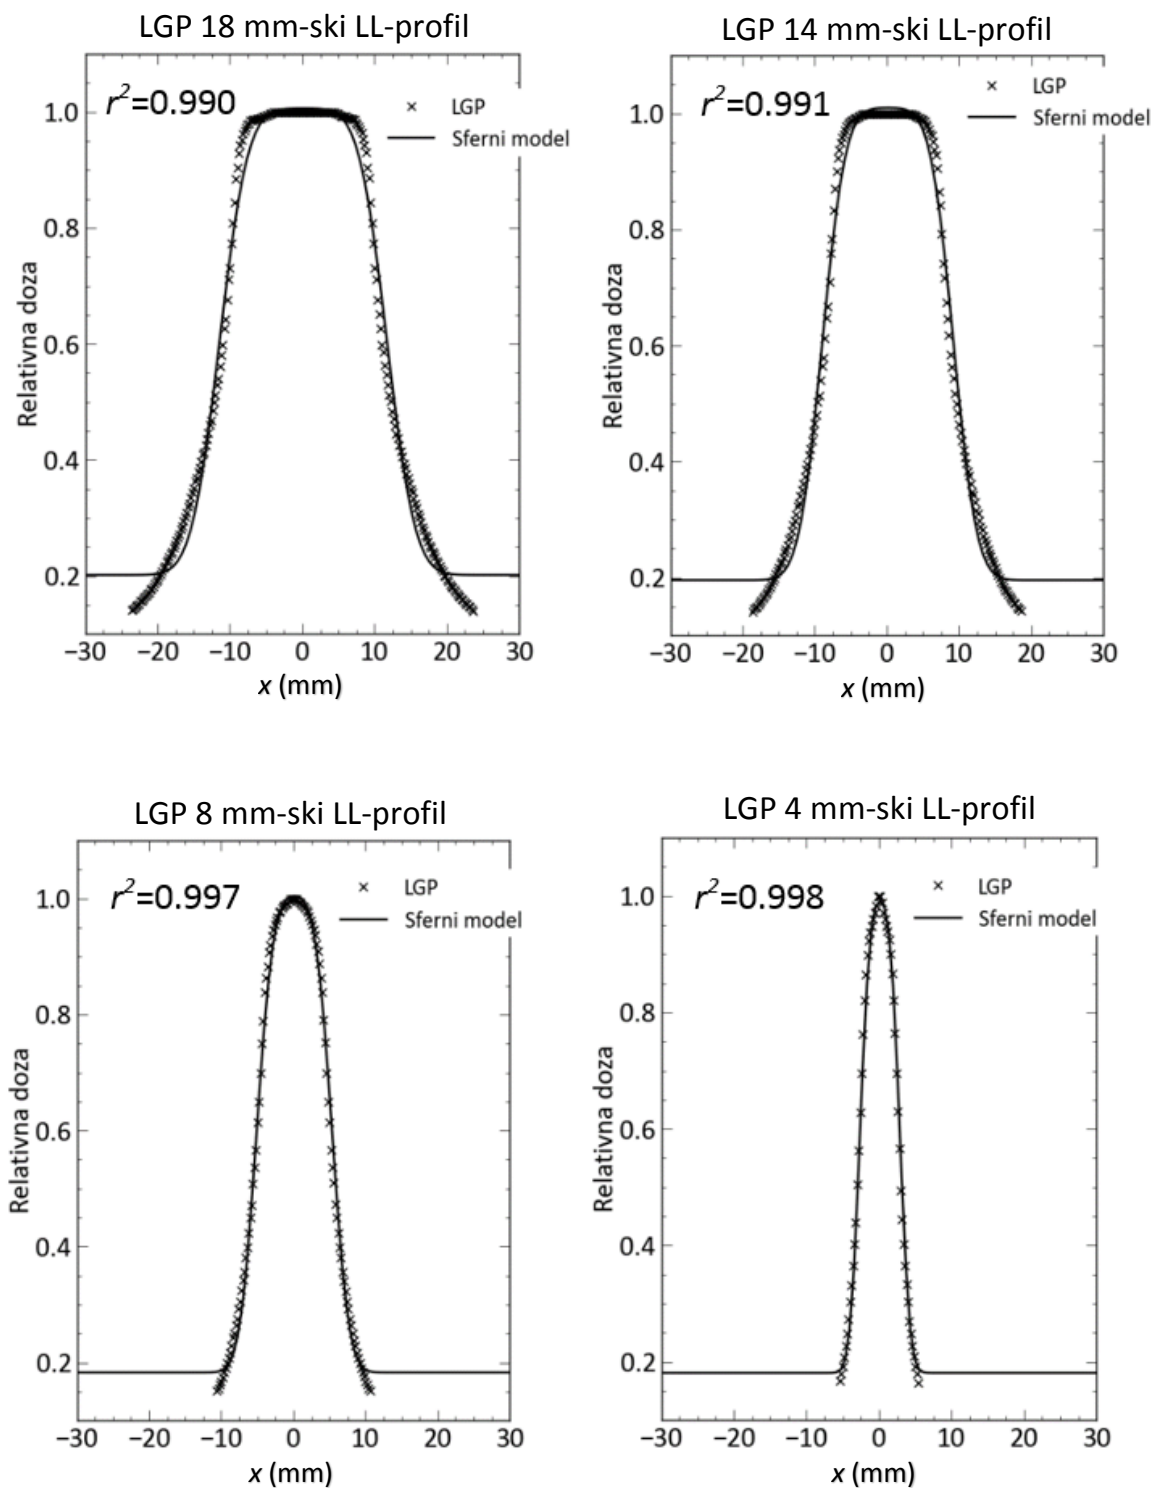 LGP 18 mm-ski LL-profil
r²=0.990
LGP
Sferni model
1.0
0.8
0.6
0.4
0.2
Relativna doza
−30 −20 −10 0 10 20 30
x (mm)
LGP 14 mm-ski LL-profil
r²=0.991
LGP
Sferni model
1.0
0.8
0.6
0.4
0.2
Relativna doza
−30 −20 −10 0 10 20 30
x (mm)
LGP 8 mm-ski LL-profil
r²=0.997
LGP
Sferni model
1.0
0.8
0.6
0.4
0.2
Relativna doza
−30 −20 −10 0 10 20 30
x (mm)
LGP 4 mm-ski LL-profil
r²=0.998
LGP
Sferni model
1.0
0.8
0.6
0.4
0.2
Relativna doza
−30 −20 −10 0 10 20 30
x (mm)